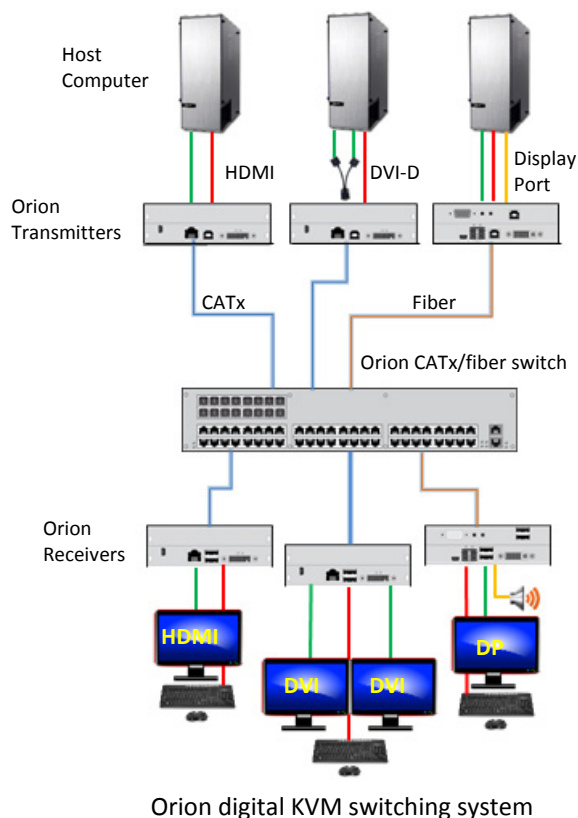 Host
Computer
HDMI
DVI-D
Display
Port
Orion
Transmitters
CATx
Fiber
Orion CATx/fiber switch
Orion
Receivers
HDMI
DVI
DVI
DP
Orion digital KVM switching system